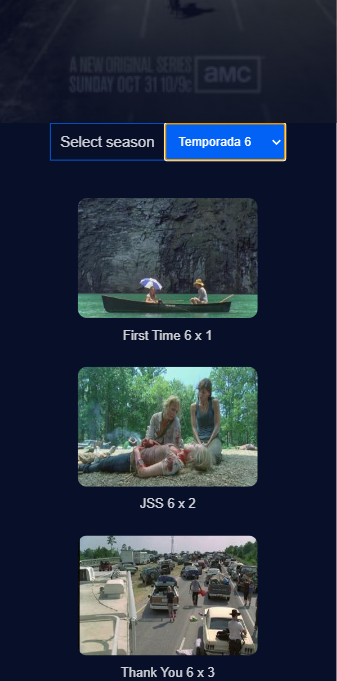 A NEW ORIGINAL SERIES
SUNDAY OCT 31 10/9c amc
Select season Temporada 6
First Time 6 x 1
JSS 6 x 2
Thank You 6 x 3